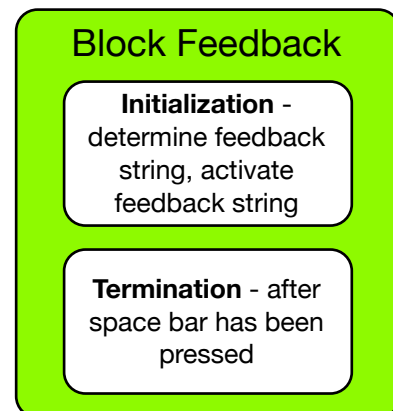 Block Feedback
Initialization -
determine feedback
string, activate
feedback string
Termination - after
space bar has been
pressed